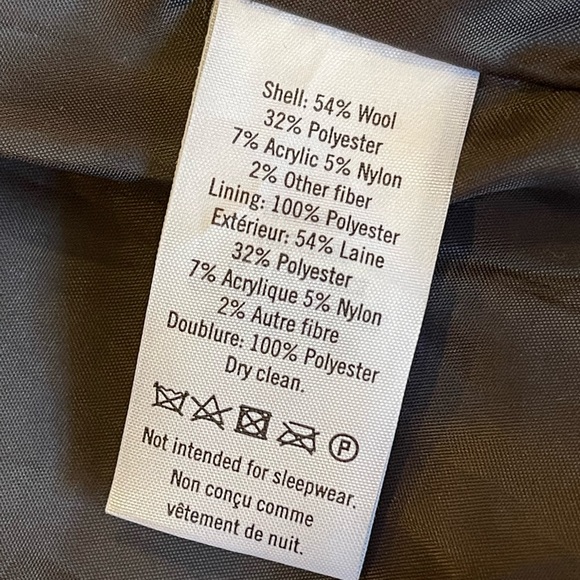 Shell: 54% Wool
32% Polyester
7% Acrylic 5% Nylon
2% Other fiber
Lining: 100% Polyester
Extérieur: 54% Laine
32% Polyester
7% Acrylique 5% Nylon
2% Autre fibre
Doublure: 100% Polyester
Dry clean.
P
Not intended for sleepwear.
Non conçu comme
vêtement de nuit.